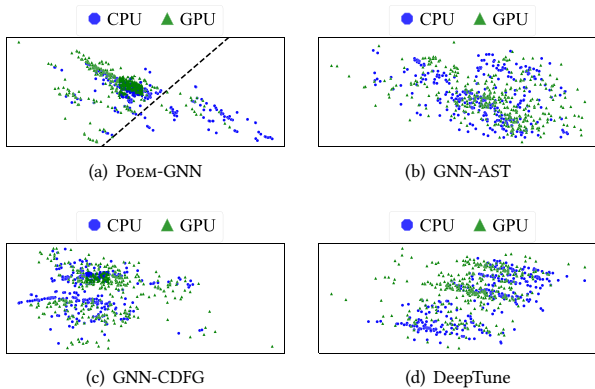 CPU GPU CPU GPU
(a) POEM-GNN (b) GNN-AST
CPU GPU CPU GPU
(c) GNN-CDFG (d) DeepTune